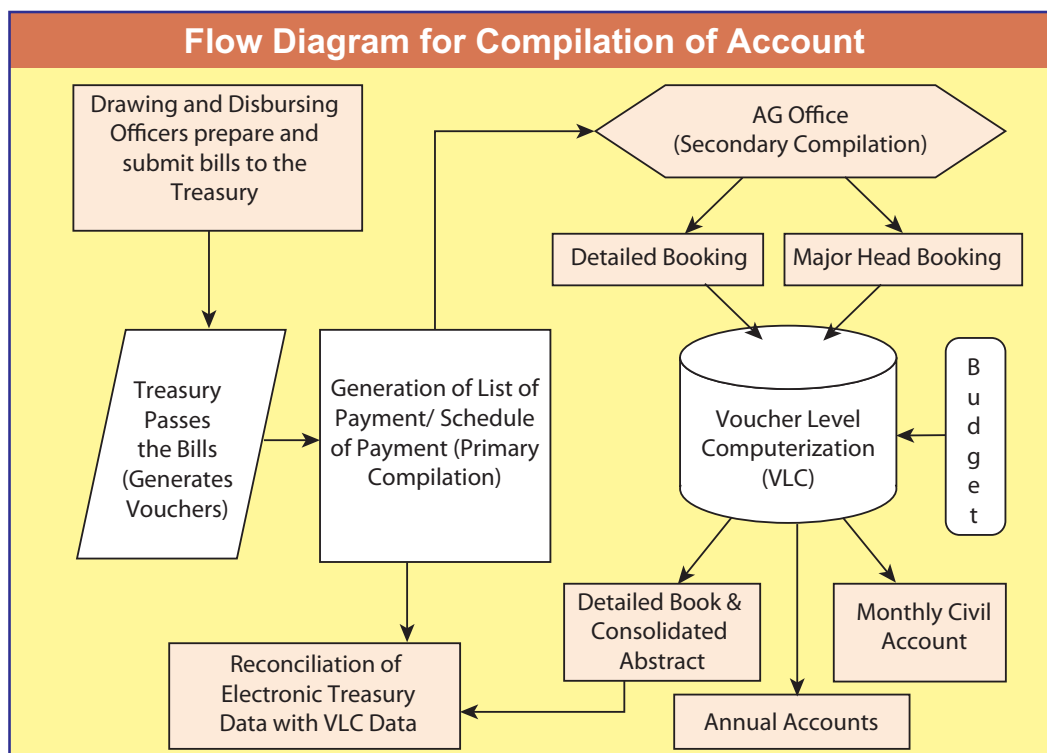 Flow Diagram for Compilation of Account
Drawing and Disbursing
Officers prepare and
submit bills to the
Treasury
AG Office
(Secondary Compilation)
Detailed Booking
Major Head Booking
Treasury
Passes
the Bills
(Generates
Vouchers)
Generation of List of
Payment/ Schedule
of Payment (Primary
Compilation)
Voucher Level
Computerization
(VLC)
B
u
d
g
e
t
Detailed Book &
Consolidated
Abstract
Monthly Civil
Account
Reconciliation of
Electronic Treasury
Data with VLC Data
Annual Accounts